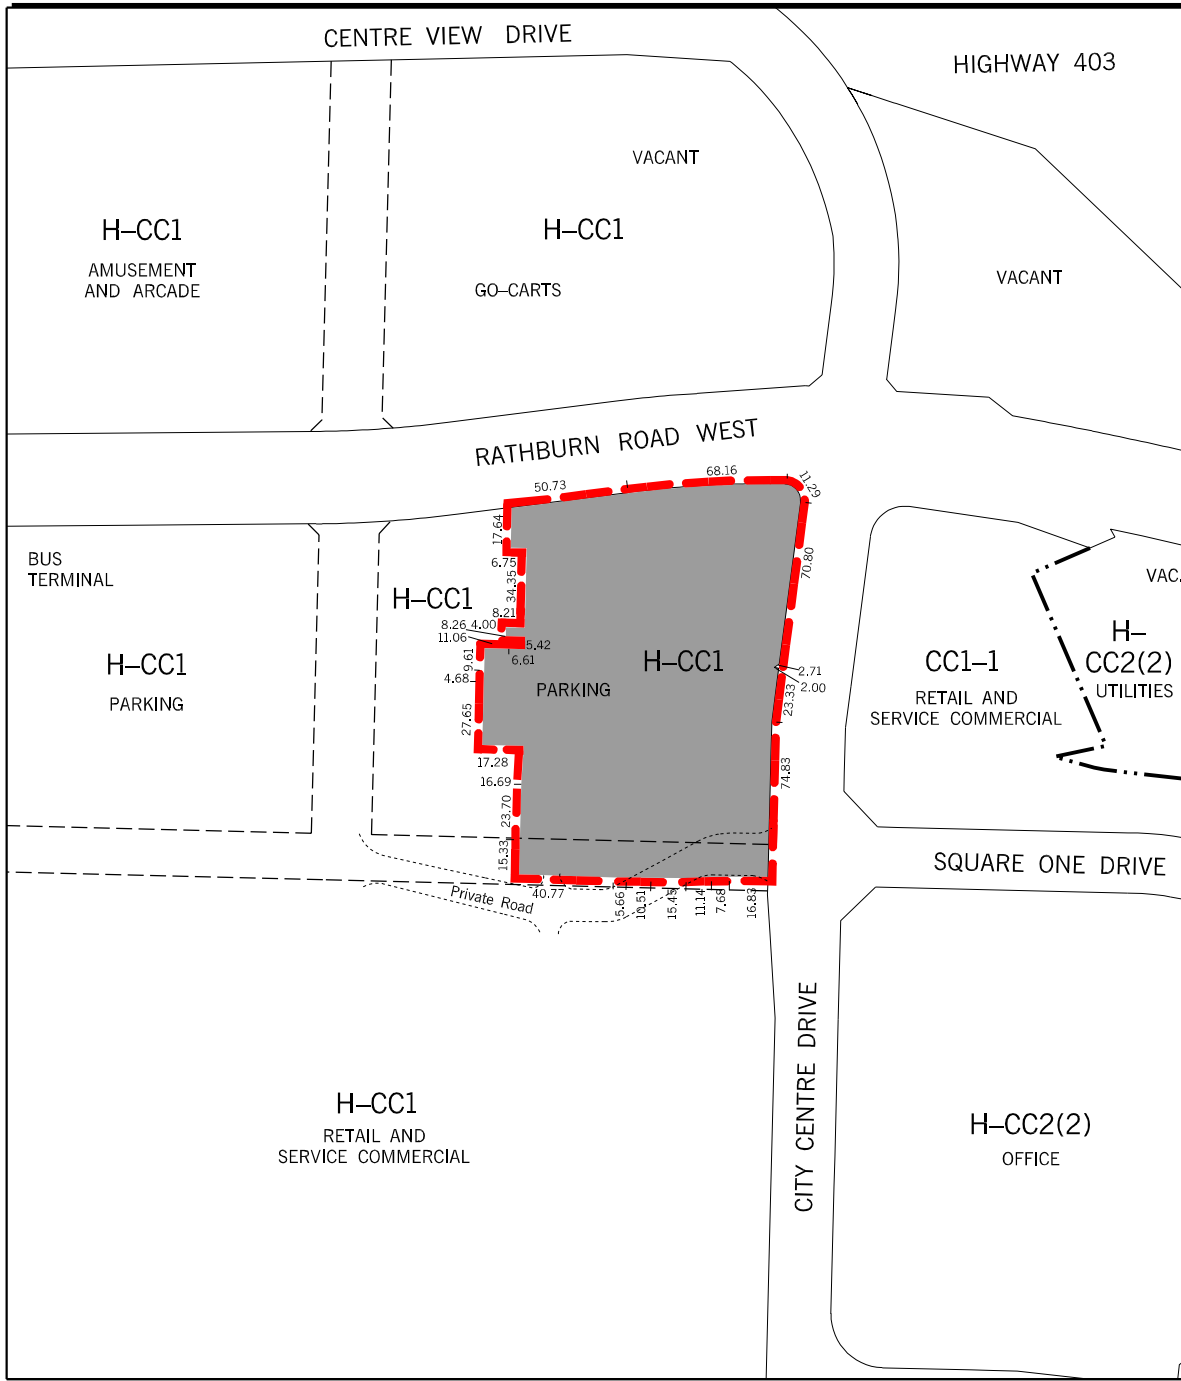 CENTRE VIEW DRIVE
HIGHWAY 403
VACANT
H–CC1
AMUSEMENT
AND ARCADE
H–CC1
GO–CARTS
VACANT
RATHBURN ROAD WEST
50.73
68.16
11.29
17.64
6.75
34.35
70.80
BUS
TERMINAL
H–CC1
8.21
8.26
4.00
11.06
5.42
6.61
9.61
4.68
27.65
H–CC1
PARKING
H–CC1
PARKING
2.71
2.00
23.33
CC1–1
RETAIL AND
SERVICE COMMERCIAL
VAC
H–
CC2(2)
UTILITIES
17.28
16.69
23.70
15.33
74.83
SQUARE ONE DRIVE
Private Road
40.77
5.66
10.51
15.45
11.14
7.68
16.83
CITY CENTRE DRIVE
H–CC1
RETAIL AND
SERVICE COMMERCIAL
H–CC2(2)
OFFICE